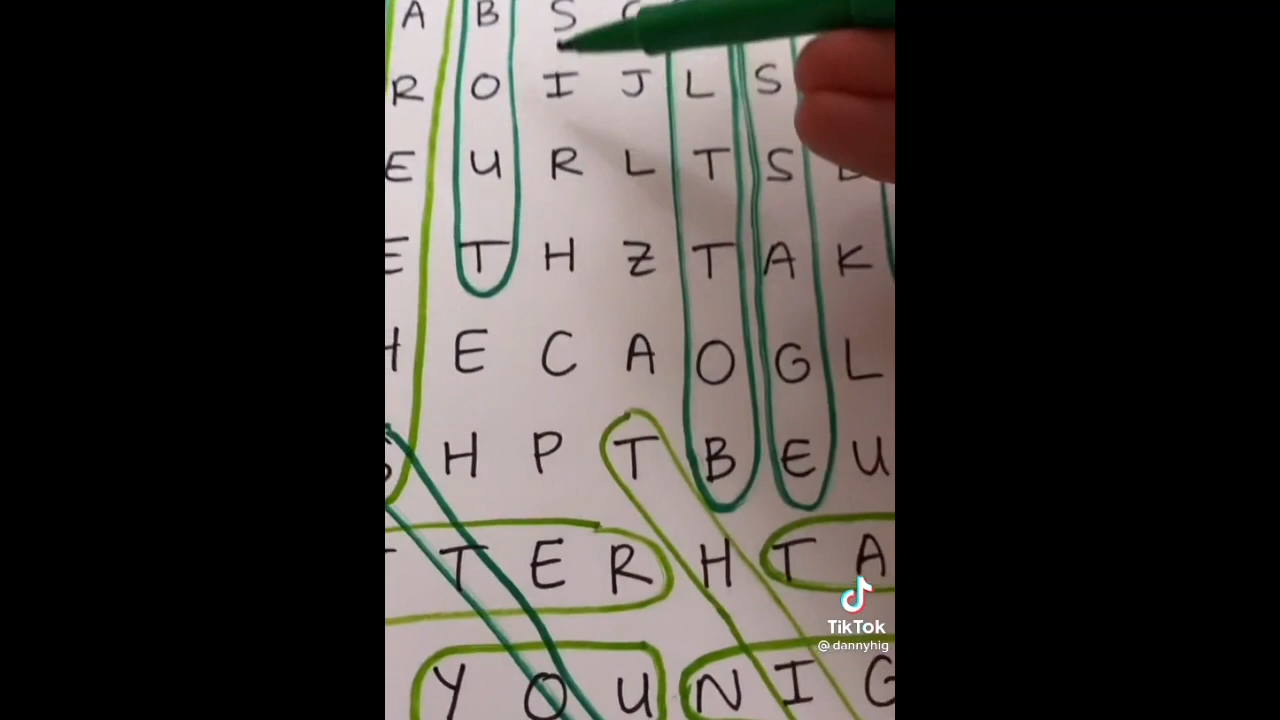 A B S
R O I J L S
E U R L T S
E T H Z T A K
H E C A O G L
S H P T B E U
T E R H T A
Y O U N I G
TikTok
@dannyhig